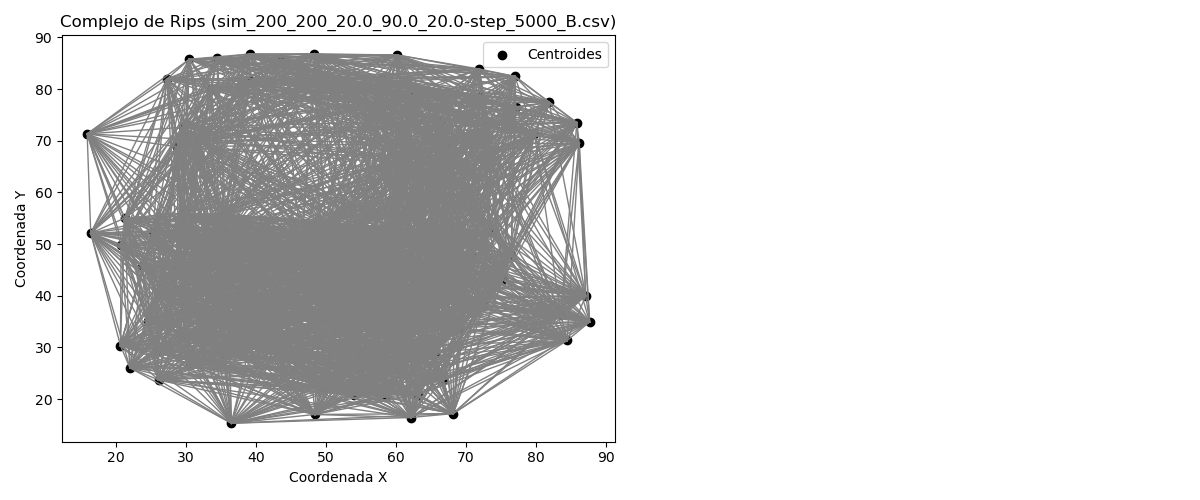 Complejo de Rips (sim_200_200_20.0_90.0_20.0-step_5000_B.csv)
Centroides
Coordenada Y
90
80
70
60
50
40
30
20
20 30 40 50 60 70 80 90
Coordenada X